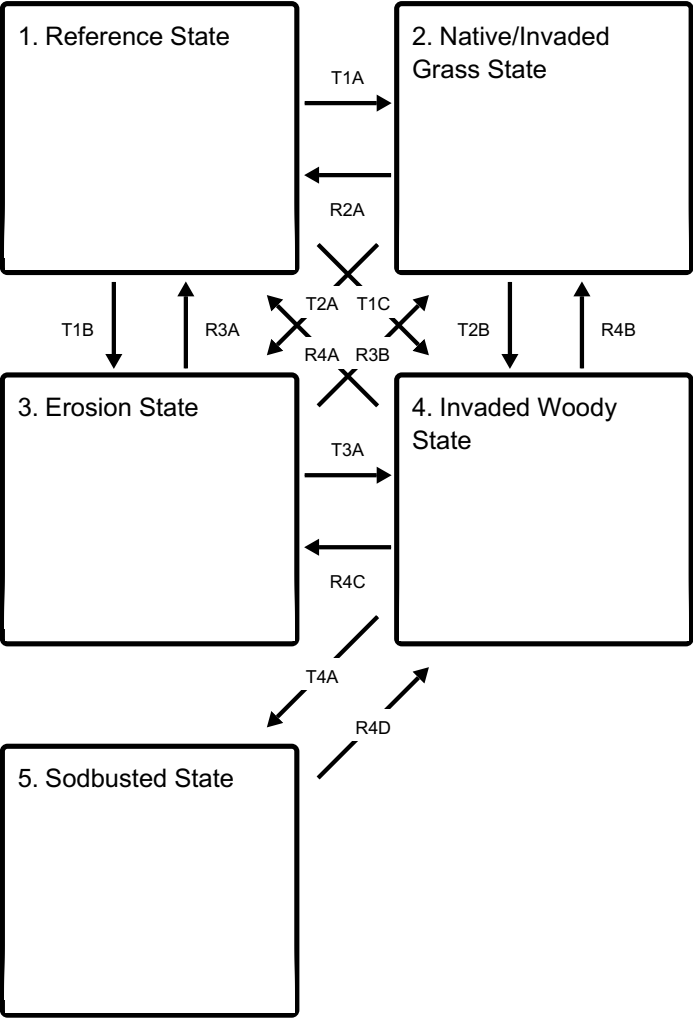 1. Reference State
2. Native/Invaded
Grass State
T1A
R2A
T2A
T1C
T1B
R3A
T2B
R4B
R4A
R3B
3. Erosion State
4. Invaded Woody
State
T3A
R4C
T4A
R4D
5. Sodbusted State